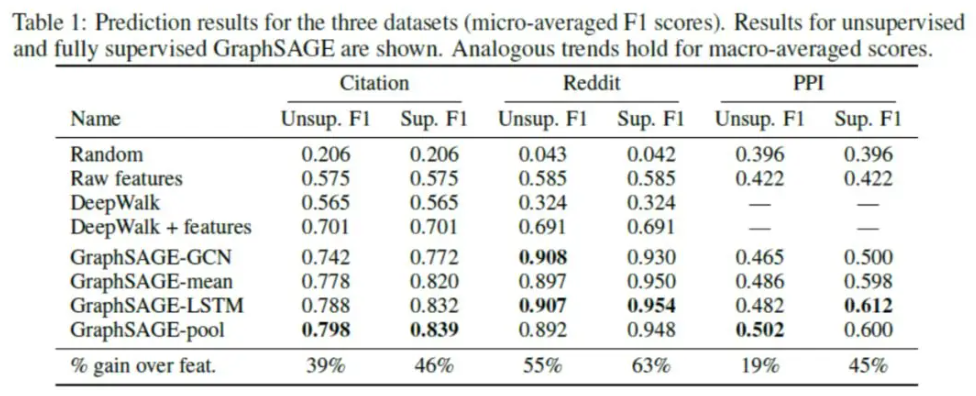 Table 1: Prediction results for the three datasets (micro-averaged F1 scores). Results for unsupervised
and fully supervised GraphSAGE are shown. Analogous trends hold for macro-averaged scores.
Citation Reddit PPI
Name Unsup. F1 Sup. F1 Unsup. F1 Sup. F1 Unsup. F1 Sup. F1
Random 0.206 0.206 0.043 0.042 0.396 0.396
Raw features 0.575 0.575 0.585 0.585 0.422 0.422
DeepWalk 0.565 0.565 0.324 0.324 — —
DeepWalk + features 0.701 0.701 0.691 0.691 — —
GraphSAGE-GCN 0.742 0.772 0.908 0.930 0.465 0.500
GraphSAGE-mean 0.778 0.820 0.897 0.950 0.486 0.598
GraphSAGE-LSTM 0.788 0.832 0.907 0.954 0.482 0.612
GraphSAGE-pool 0.798 0.839 0.892 0.948 0.502 0.600
% gain over feat. 39% 46% 55% 63% 19% 45%